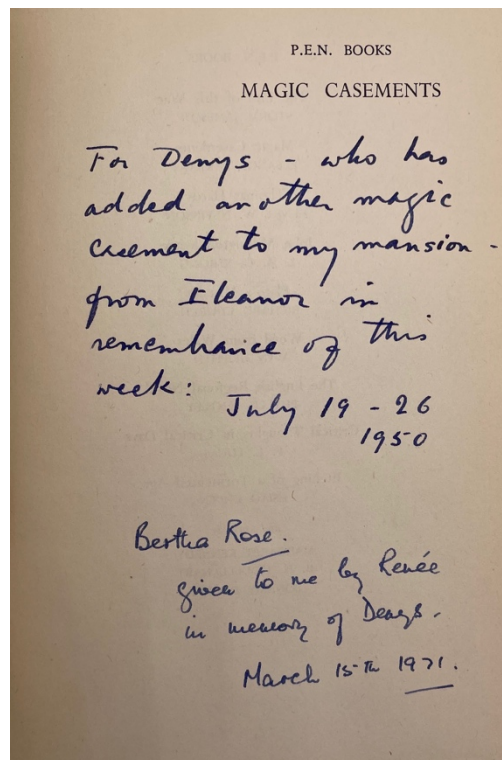 P.E.N. BOOKS
MAGIC CASEMENTS
For Denys - who has
added another magic
casement to my mansion -
from Eleanor in
remembrance of this
week:
July 19 - 26
1950
Bertha Rose.
given to me by Renée
in memory of Denys.
March 15th 1971.